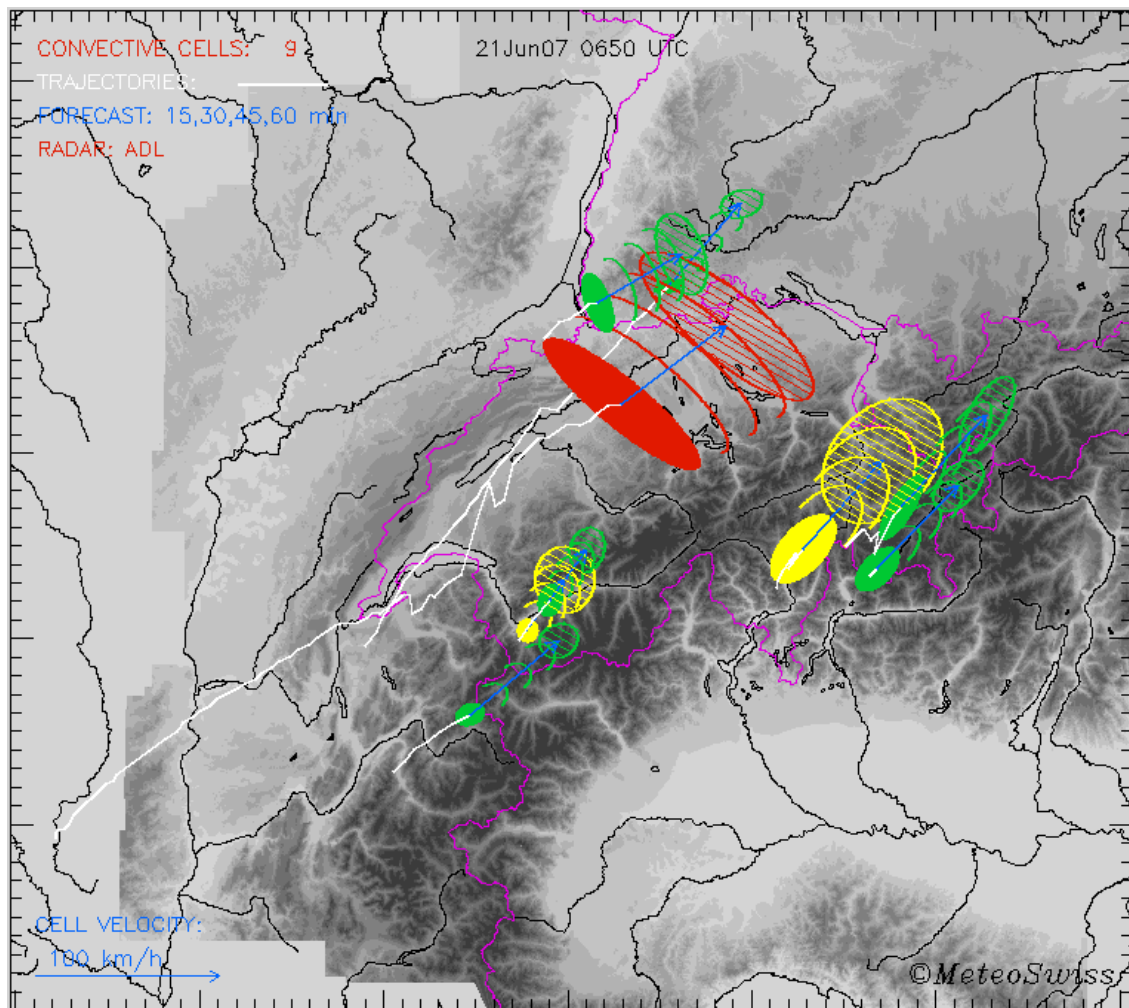 CONVECTIVE CELLS: 9
21Jun07 0650 UTC
TRAJECTORIES:
FORECAST: 15,30,45,60 min
RADAR: ADL
CELL VELOCITY:
100 km/h
©MeteoSwiss